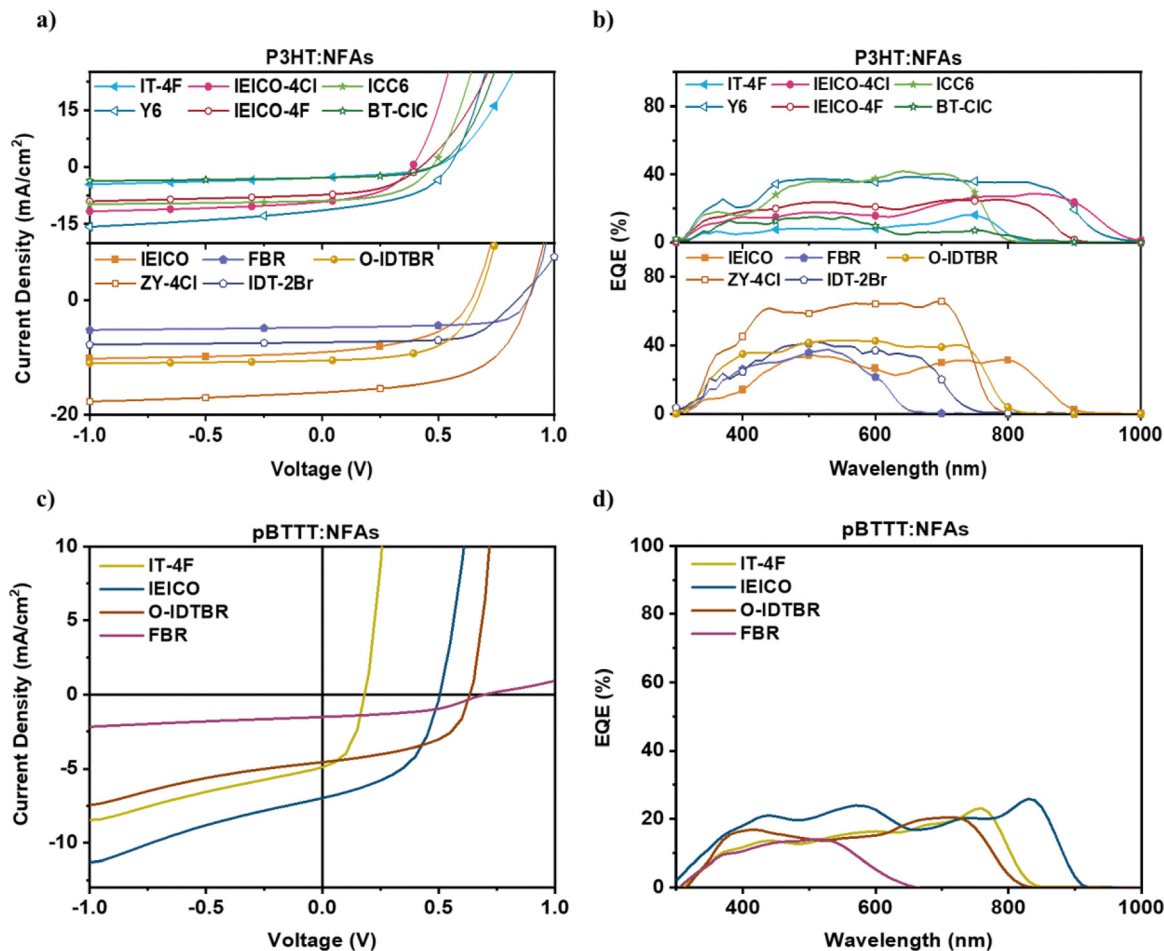 a)
P3HT:NFAs
IT-4F IEICO-4Cl ICC6
Y6 IEICO-4F BT-CIC
15
0
-15
IEICO FBR O-IDTBR
ZY-4Cl IDT-2Br
0
-20
Current Density (mA/cm²)
-1.0 -0.5 0.0 0.5 1.0
Voltage (V)
b)
P3HT:NFAs
IT-4F IEICO-4Cl ICC6
Y6 IEICO-4F BT-CIC
80
40
0
IEICO FBR O-IDTBR
ZY-4Cl IDT-2Br
80
40
0
EQE (%)
400 600 800 1000
Wavelength (nm)
c)
pBTTT:NFAs
IT-4F
IEICO
O-IDTBR
FBR
10
5
0
-5
-10
Current Density (mA/cm²)
-1.0 -0.5 0.0 0.5 1.0
Voltage (V)
d)
pBTTT:NFAs
IT-4F
IEICO
O-IDTBR
FBR
100
80
60
40
20
0
EQE (%)
400 600 800 1000
Wavelength (nm)